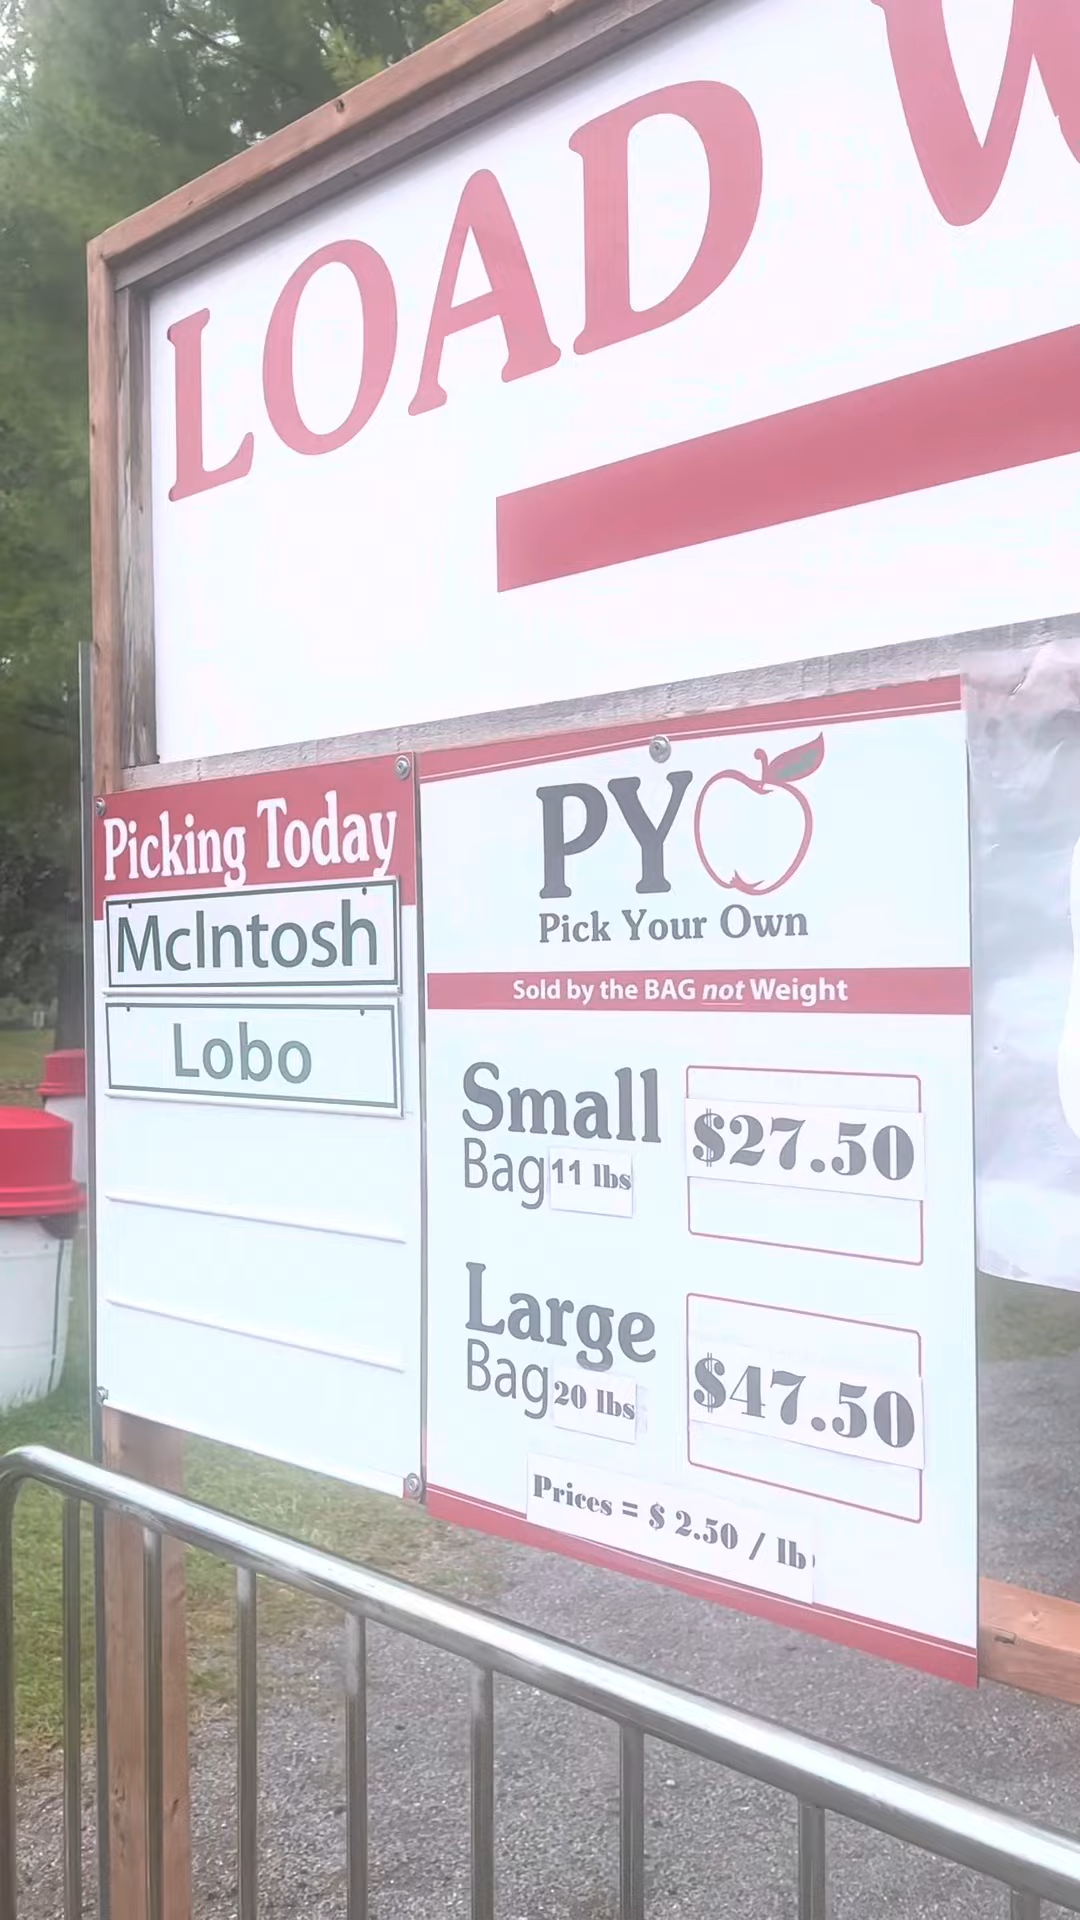 LOAD W
Picking Today
McIntosh
Lobo
PYO
Pick Your Own
Sold by the BAG not Weight
Small
Bag 11 lbs
$27.50
Large
Bag 20 lbs
$47.50
Prices = $ 2.50 / lb